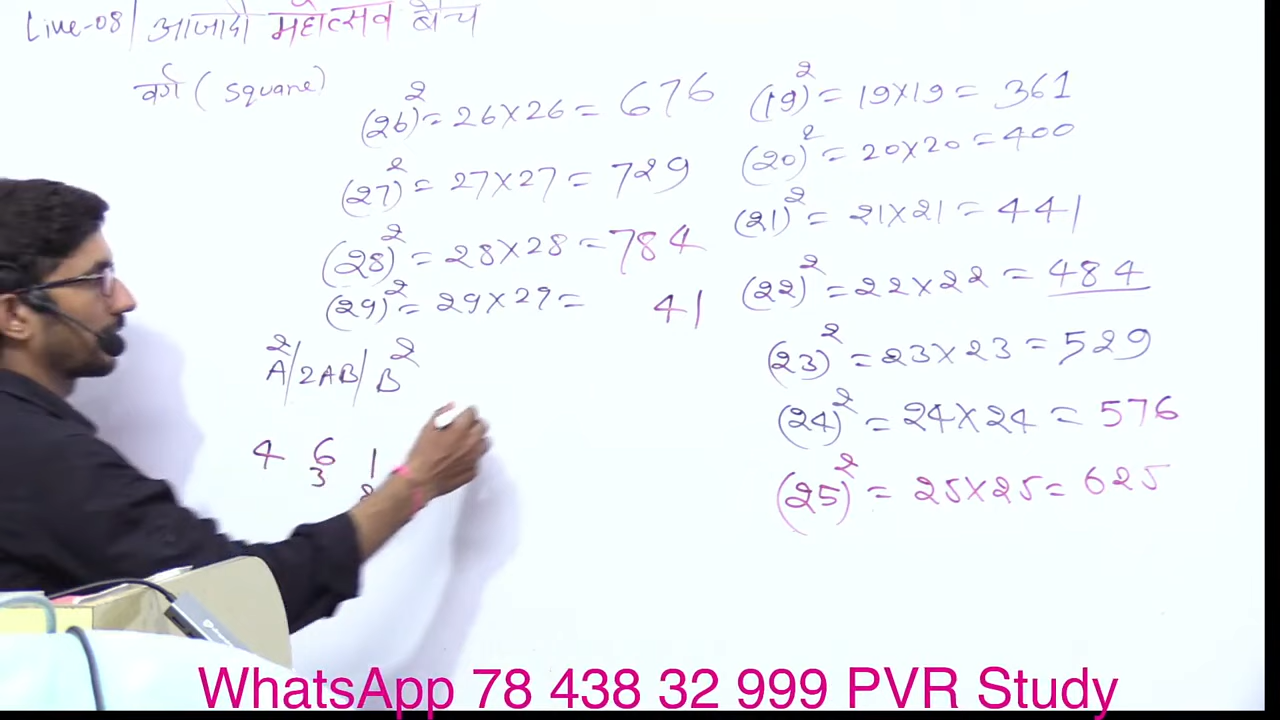 Live-08/ आजादी महोत्सव बैच
वर्ग ( square)
(26)² = 26×26 = 676
(27)² = 27×27 = 729
(28)² = 28×28 = 784
(29)² = 29×29 = 41
A²/2AB/B²
4 6 1
3
(19)² = 19×19 = 361
(20)² = 20×20 = 400
(21)² = 21×21 = 441
(22)² = 22×22 = 484
(23)² = 23×23 = 529
(24)² = 24×24 = 576
(25)² = 25×25 = 625
WhatsApp 78 438 32 999 PVR Study